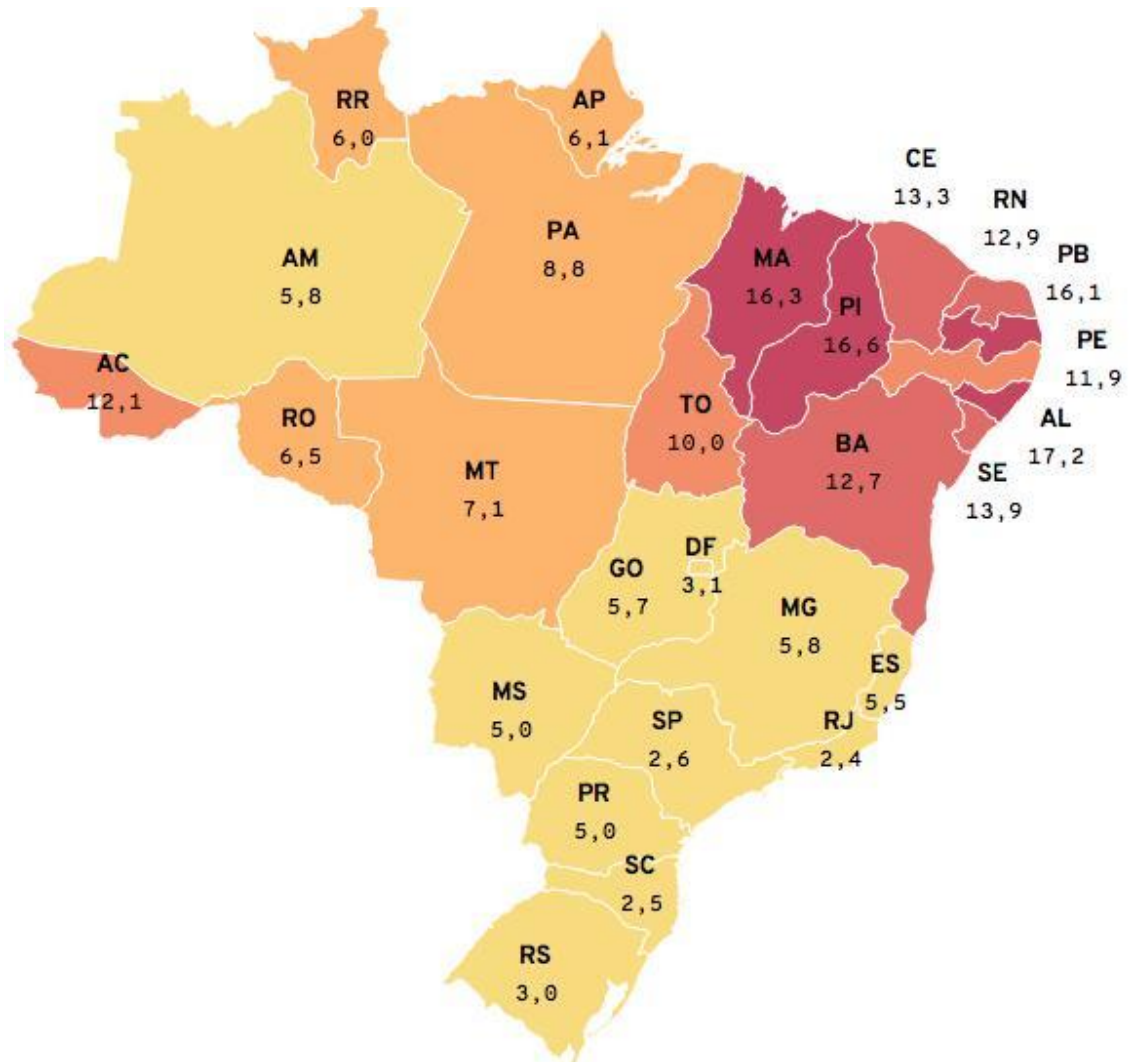 RR
6,0
AP
6,1
CE
13,3
RN
12,9
PB
16,1
PE
11,9
AL
17,2
SE
13,9
AM
5,8
PA
8,8
MA
16,3
PI
16,6
AC
12,1
RO
6,5
MT
7,1
TO
10,0
BA
12,7
DF
3,1
GO
5,7
MG
5,8
ES
5,5
MS
5,0
SP
2,6
RJ
2,4
PR
5,0
SC
2,5
RS
3,0